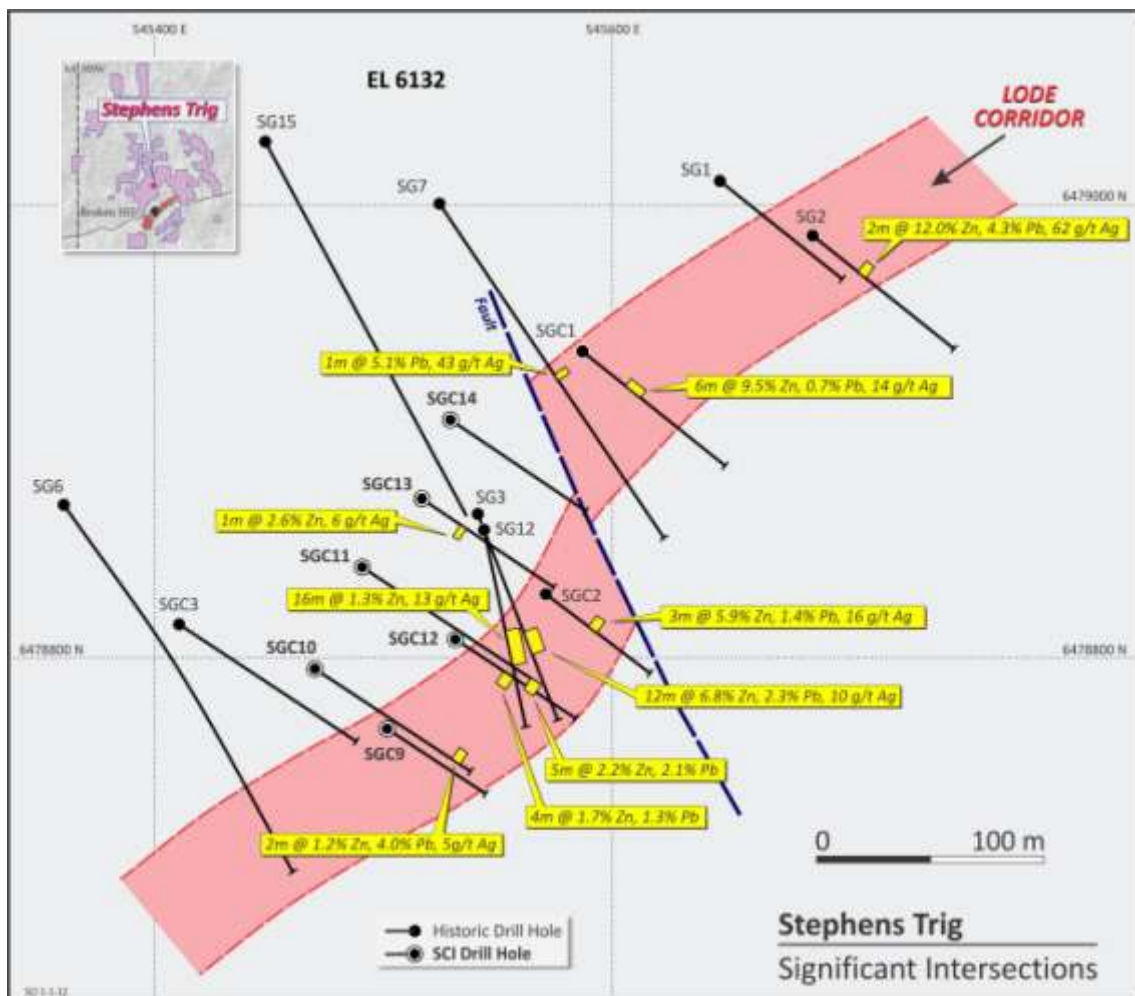 545400 E
545600 E
EL 6132
Stephens Trig
LODE
CORRIDOR
SG15
SG7
SG1
SG2
6479000 N
2m @ 12.0% Zn, 4.3% Pb, 62 g/t Ag
Fault
SGC1
1m @ 5.1% Pb, 43 g/t Ag
6m @ 9.5% Zn, 0.7% Pb, 14 g/t Ag
SGC14
SG6
SGC13
SG3
SG12
1m @ 2.6% Zn, 6 g/t Ag
SGC11
16m @ 1.3% Zn, 13 g/t Ag
SGC2
SGC3
3m @ 5.9% Zn, 1.4% Pb, 16 g/t Ag
SGC12
6478800 N
SGC10
12m @ 6.8% Zn, 2.3% Pb, 10 g/t Ag
SGC9
5m @ 2.2% Zn, 2.1% Pb
4m @ 1.7% Zn, 1.3% Pb
2m @ 1.2% Zn, 4.0% Pb, 5g/t Ag
0 100 m
Historic Drill Hole
SCI Drill Hole
Stephens Trig
Significant Intersections